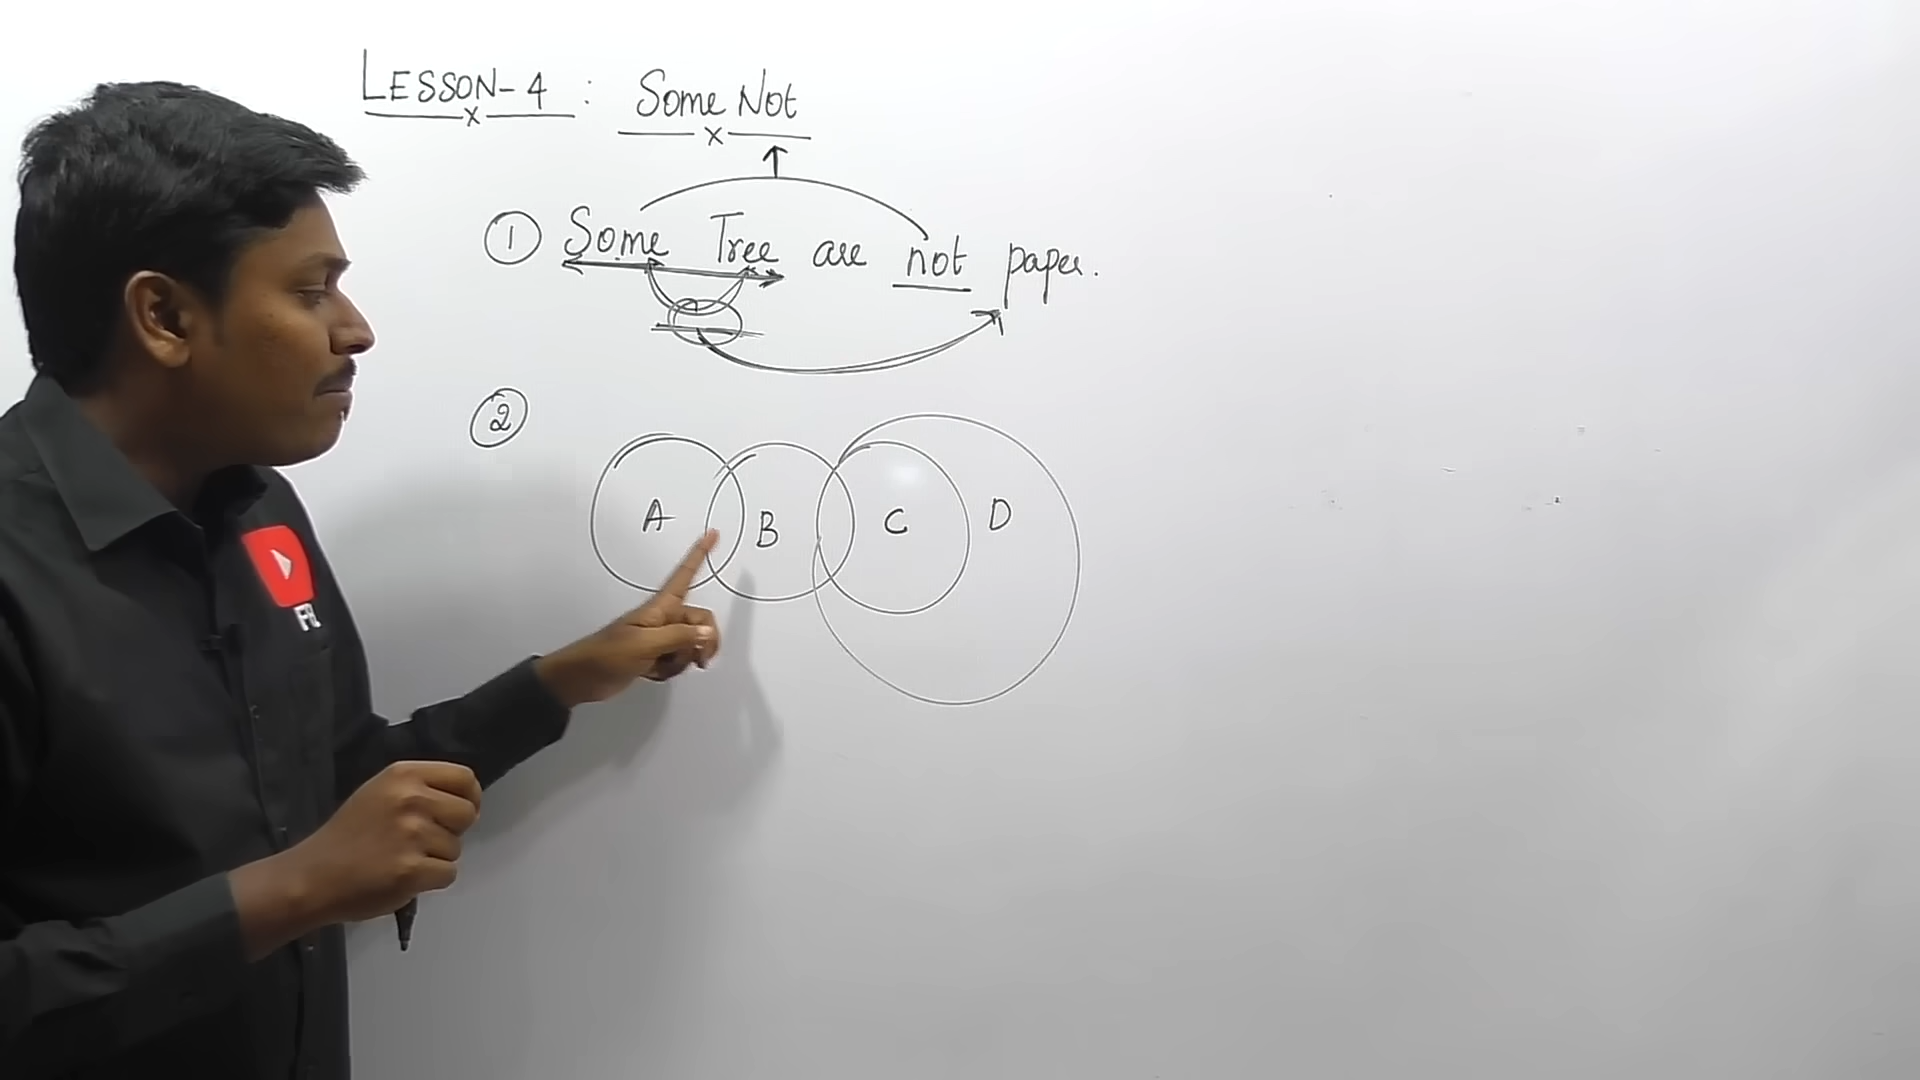 LESSON-4 : Some Not
1 Some Tree are not paper.
2
A B C D